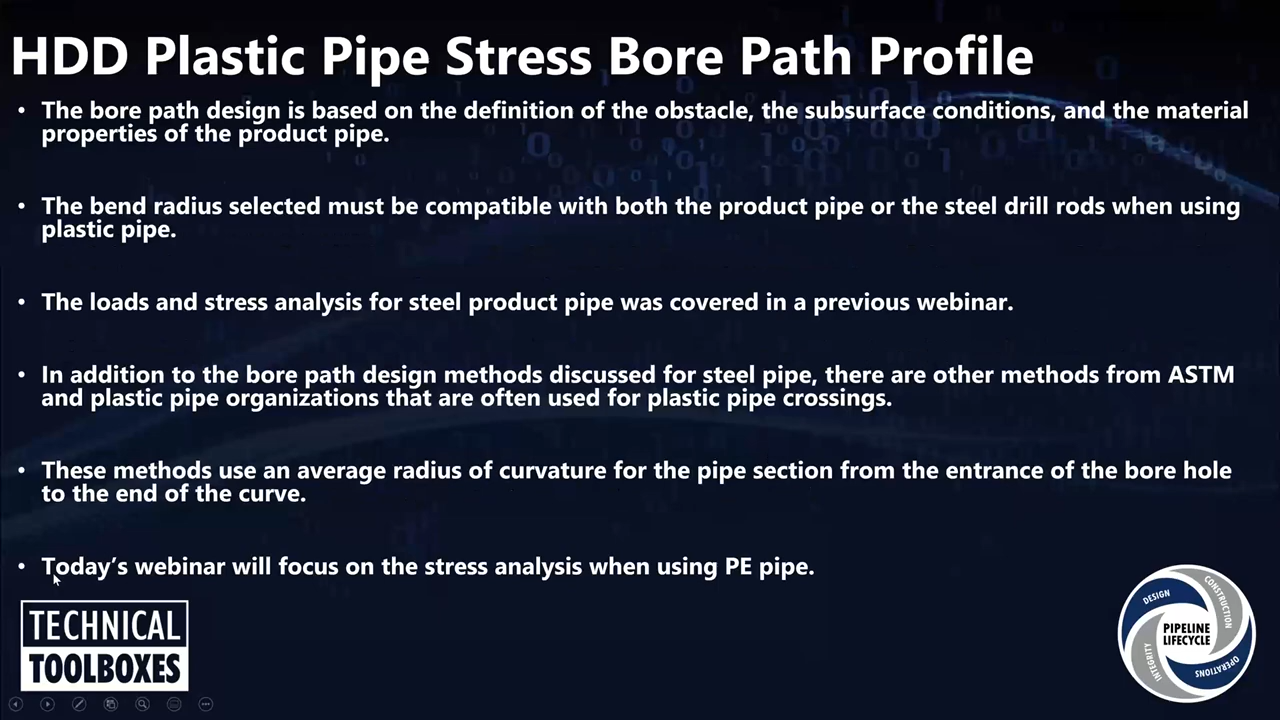 HDD Plastic Pipe Stress Bore Path Profile
• The bore path design is based on the definition of the obstacle, the subsurface conditions, and the material
properties of the product pipe.
• The bend radius selected must be compatible with both the product pipe or the steel drill rods when using
plastic pipe.
• The loads and stress analysis for steel product pipe was covered in a previous webinar.
• In addition to the bore path design methods discussed for steel pipe, there are other methods from ASTM
and plastic pipe organizations that are often used for plastic pipe crossings.
• These methods use an average radius of curvature for the pipe section from the entrance of the bore hole
to the end of the curve.
• Today’s webinar will focus on the stress analysis when using PE pipe.
TECHNICAL
TOOLBOXES
DESIGN
CONSTRUCTION
PIPELINE
LIFECYCLE
INTEGRITY
OPERATIONS